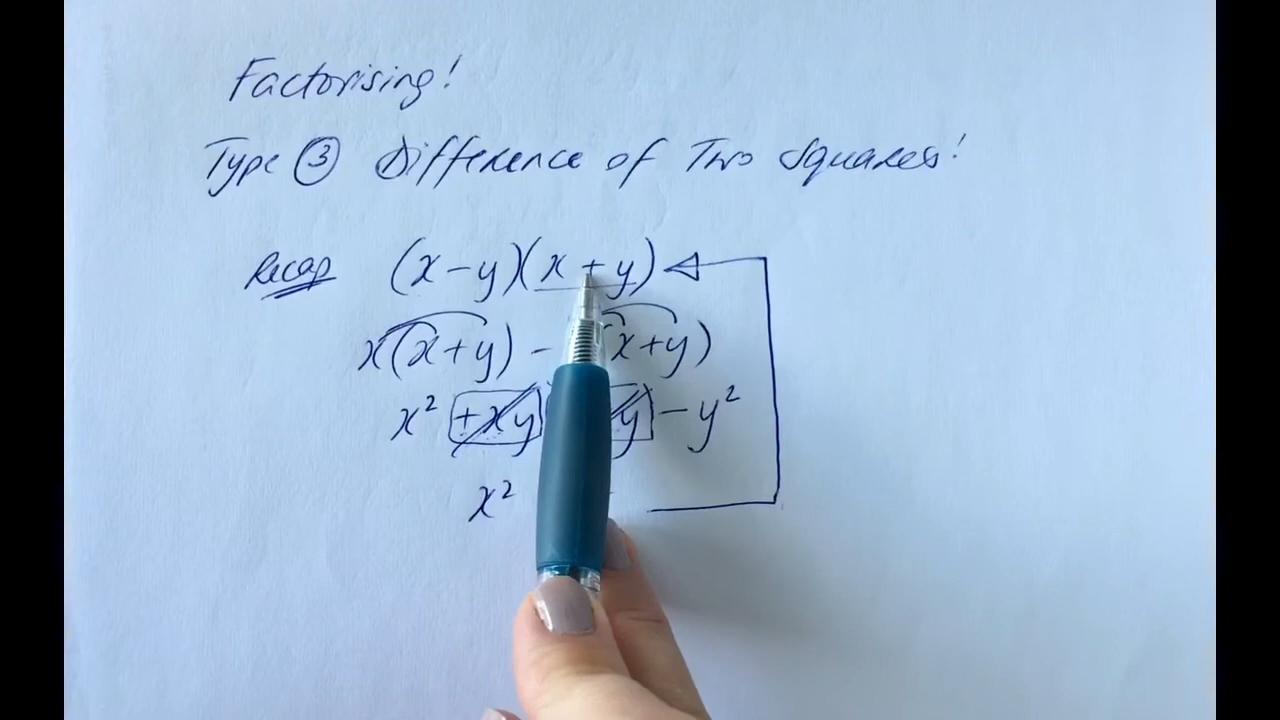 Factorising!
Type ③ Difference of Two Squares!
Recap (x-y)(x+y)
x(x+y) - (x+y)
x² +xy y - y²
x²